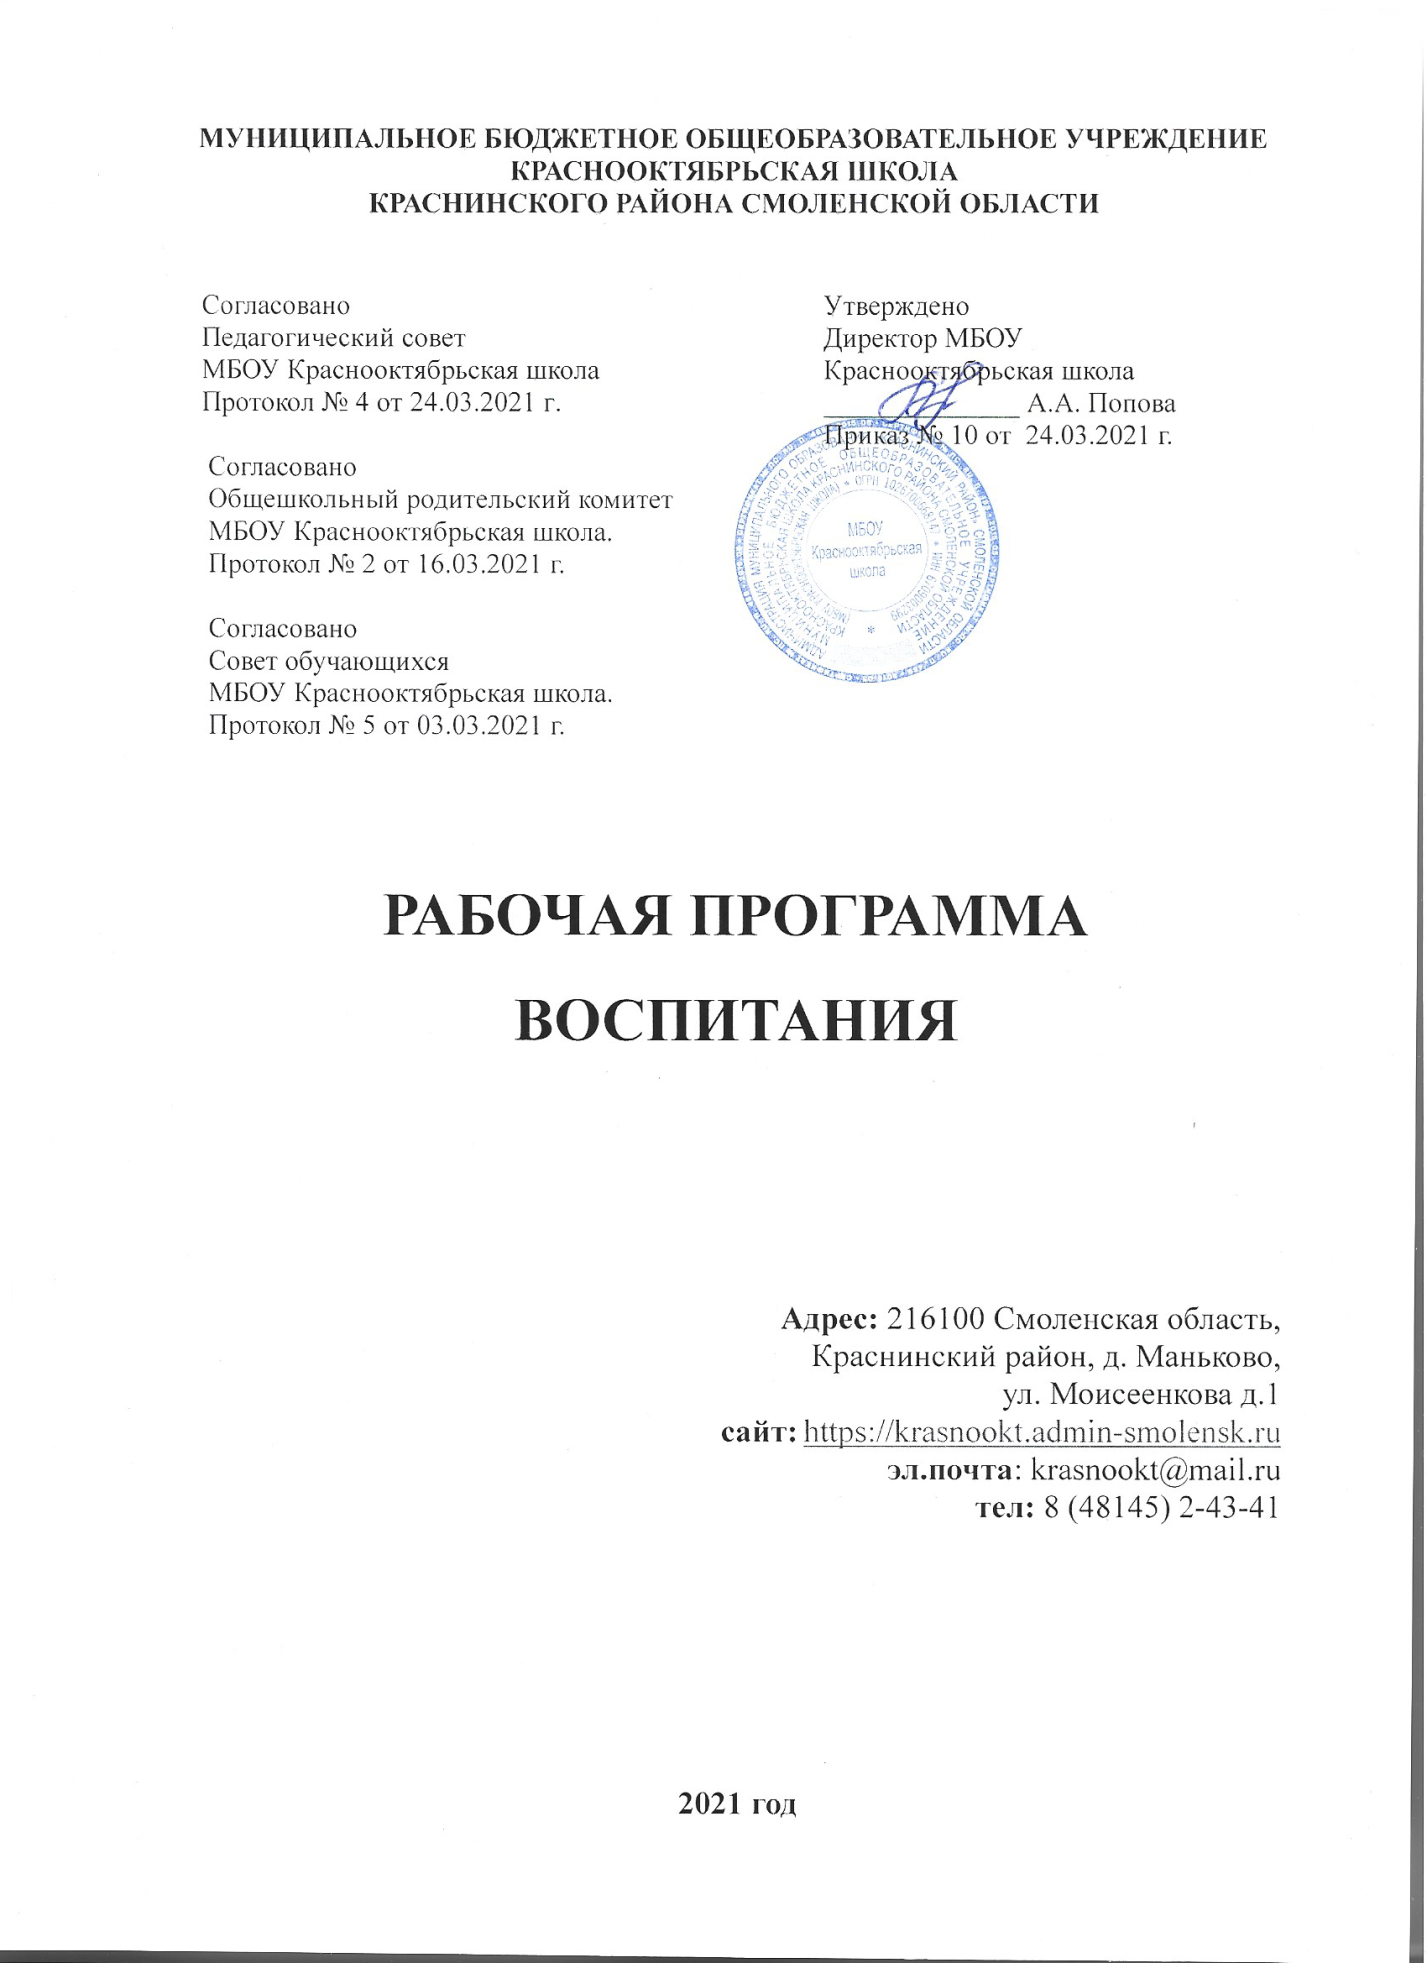 МУНИЦИПАЛЬНОЕ БЮДЖЕТНОЕ ОБЩЕОБРАЗОВАТЕЛЬНОЕ УЧРЕЖДЕНИЕ
КРАСНООКТЯБРЬСКАЯ ШКОЛА
КРАСНИНСКОГО РАЙОНА СМОЛЕНСКОЙ ОБЛАСТИ
Согласовано
Педагогический совет
МБОУ Краснооктябрьская школа
Протокол № 4 от 24.03.2021 г.
Утверждено
Директор МБОУ
Краснооктябрьская школа
А.А. Попова
Приказ № 10 от 24.03.2021 г.
Согласовано
Общешкольный родительский комитет
МБОУ Краснооктябрьская школа.
Протокол № 2 от 16.03.2021 г.
МБОУ
Краснооктябрьская
школа
Согласовано
Совет обучающихся
МБОУ Краснооктябрьская школа.
Протокол № 5 от 03.03.2021 г.
РАБОЧАЯ ПРОГРАММА
ВОСПИТАНИЯ
Адрес: 216100 Смоленская область,
Краснинский район, д. Маньково,
ул. Моисеенкова д.1
сайт: https://krasnookt.admin-smolensk.ru
эл.почта: krasnookt@mail.ru
тел: 8 (48145) 2-43-41
2021 год